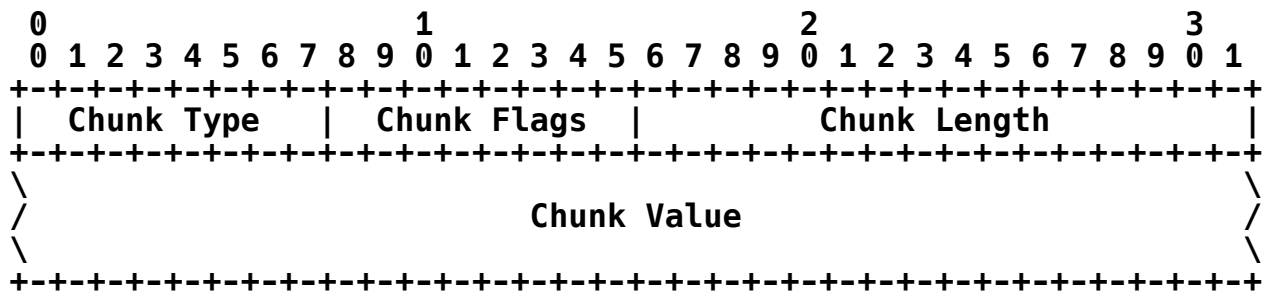 0                   1                   2                   3
 0 1 2 3 4 5 6 7 8 9 0 1 2 3 4 5 6 7 8 9 0 1 2 3 4 5 6 7 8 9 0 1
+-+-+-+-+-+-+-+-+-+-+-+-+-+-+-+-+-+-+-+-+-+-+-+-+-+-+-+-+-+-+-+-+
|  Chunk Type   |  Chunk Flags  |         Chunk Length          |
+-+-+-+-+-+-+-+-+-+-+-+-+-+-+-+-+-+-+-+-+-+-+-+-+-+-+-+-+-+-+-+-+
\                                                               \
/                          Chunk Value                          /
\                                                               \
+-+-+-+-+-+-+-+-+-+-+-+-+-+-+-+-+-+-+-+-+-+-+-+-+-+-+-+-+-+-+-+-+